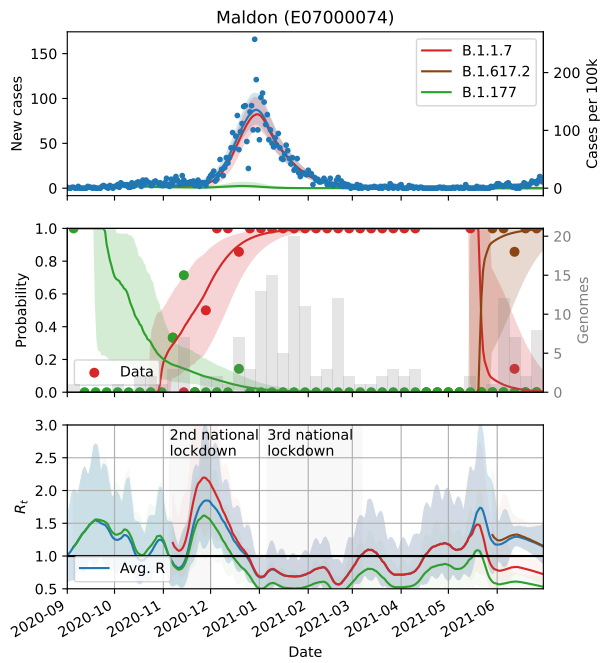 Maldon (E07000074)
New cases
150
100
50
0
B.1.1.7
B.1.617.2
B.1.177
200
100
0
Cases per 100k
Probability
1.0
0.8
0.6
0.4
0.2
0.0
Data
20
15
10
5
0
Genomes
R_t
3.0
2.5
2.0
1.5
1.0
0.5
2nd national
lockdown
3rd national
lockdown
Avg. R
2020-09
2020-10
2020-11
2020-12
2021-01
2021-02
2021-03
2021-04
2021-05
2021-06
Date